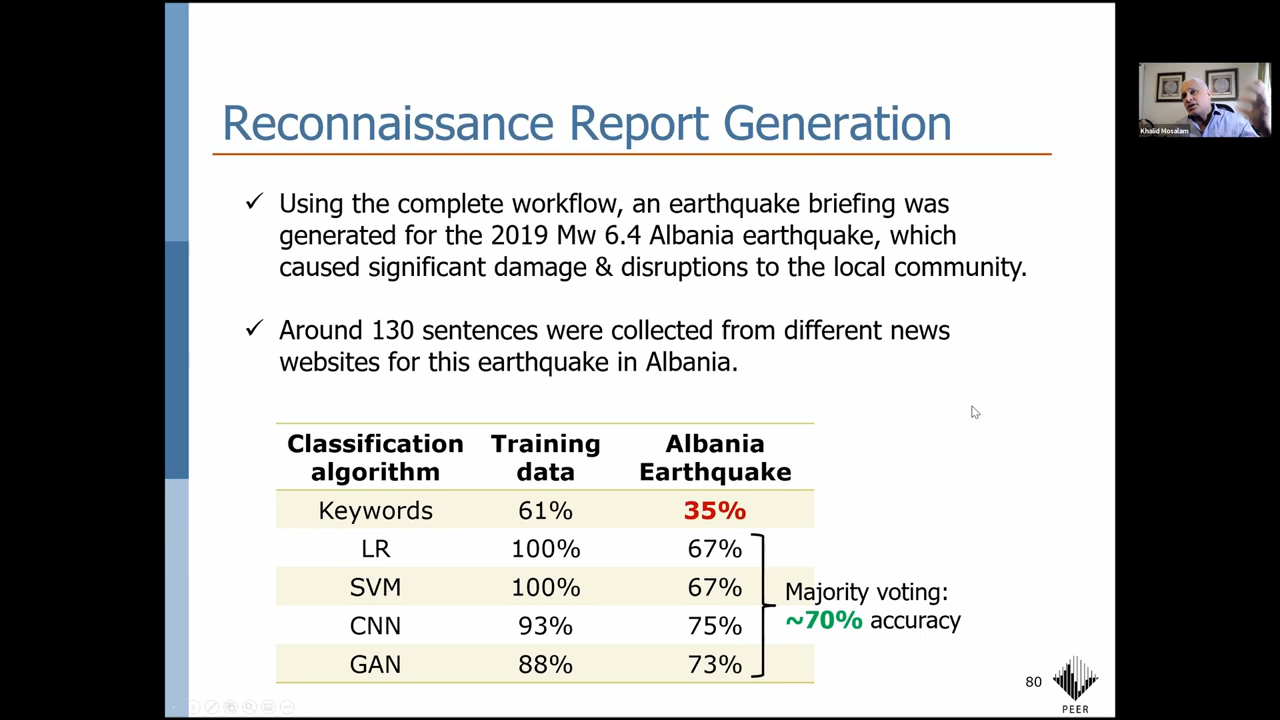 Reconnaissance Report Generation
✓ Using the complete workflow, an earthquake briefing was
generated for the 2019 Mw 6.4 Albania earthquake, which
caused significant damage & disruptions to the local community.
✓ Around 130 sentences were collected from different news
websites for this earthquake in Albania.
Classification algorithm Training data Albania Earthquake
Keywords 61% 35%
LR 100% 67%
SVM 100% 67%
CNN 93% 75%
GAN 88% 73%
Majority voting:
~70% accuracy
80
PEER
Khalid Mosalam